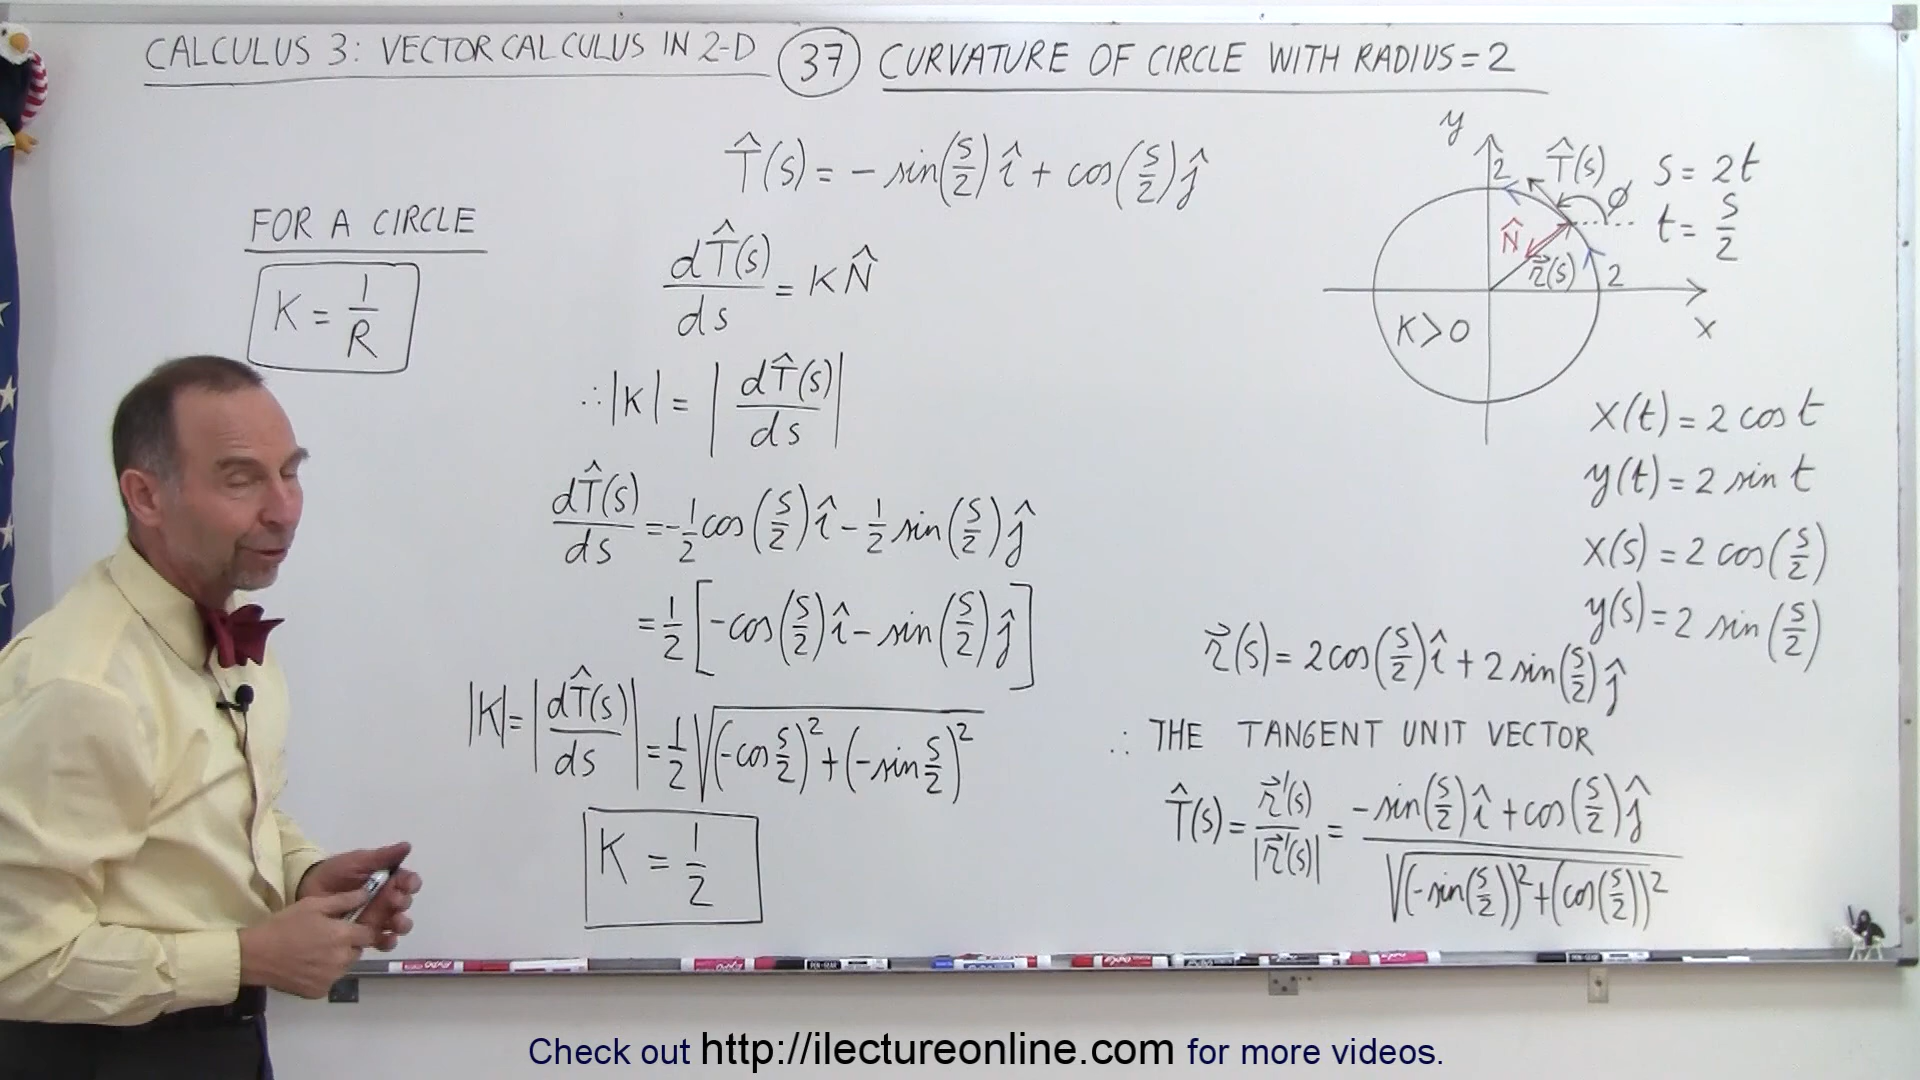 CALCULUS 3: VECTOR CALCULUS IN 2-D (37) CURVATURE OF CIRCLE WITH RADIUS = 2
T̂(s) = - sin(s/2) î + cos(s/2) ĵ
FOR A CIRCLE
K = 1/R
dT̂(s)/ds = K N̂
∴ |K| = | dT̂(s)/ds |
dT̂(s)/ds = -1/2 cos(s/2) î - 1/2 sin(s/2) ĵ
= 1/2 [ -cos(s/2) î - sin(s/2) ĵ ]
|K| = | dT̂(s)/ds | = 1/2 √( (-cos s/2)² + (-sin s/2)² )
K = 1/2
y
2
T̂(s)
φ
N̂
r⃗(s)
2
K > 0
x
s = 2t
t = s/2
x(t) = 2 cos t
y(t) = 2 sin t
x(s) = 2 cos(s/2)
y(s) = 2 sin(s/2)
r⃗(s) = 2 cos(s/2) î + 2 sin(s/2) ĵ
∴ THE TANGENT UNIT VECTOR
T̂(s) = r⃗'(s)/|r⃗'(s)| = ( -sin(s/2) î + cos(s/2) ĵ ) / √( (-sin(s/2))² + (cos(s/2))² )
Check out http://ilectureonline.com for more videos.